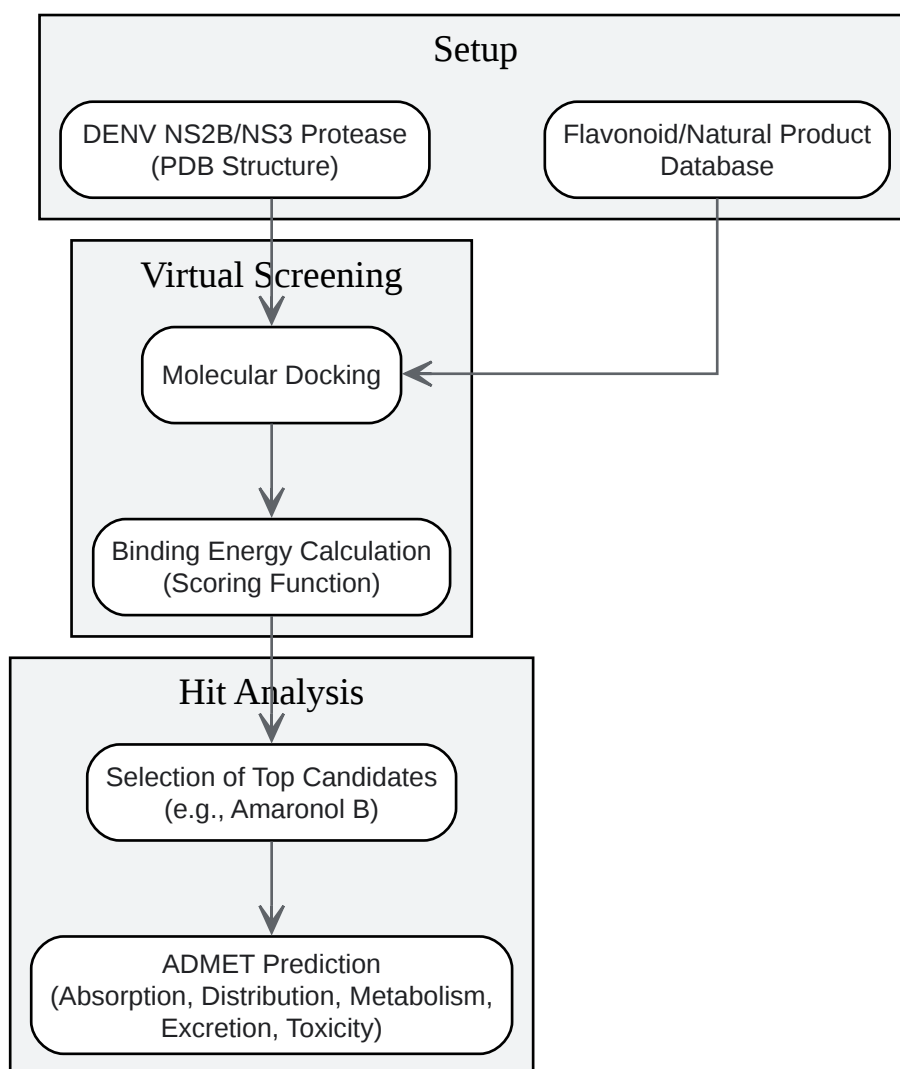 Setup
DENV NS2B/NS3 Protease
(PDB Structure)
Flavonoid/Natural Product
Database
Virtual Screening
Molecular Docking
Binding Energy Calculation
(Scoring Function)
Hit Analysis
Selection of Top Candidates
(e.g., Amaronol B)
ADMET Prediction
(Absorption, Distribution, Metabolism,
Excretion, Toxicity)